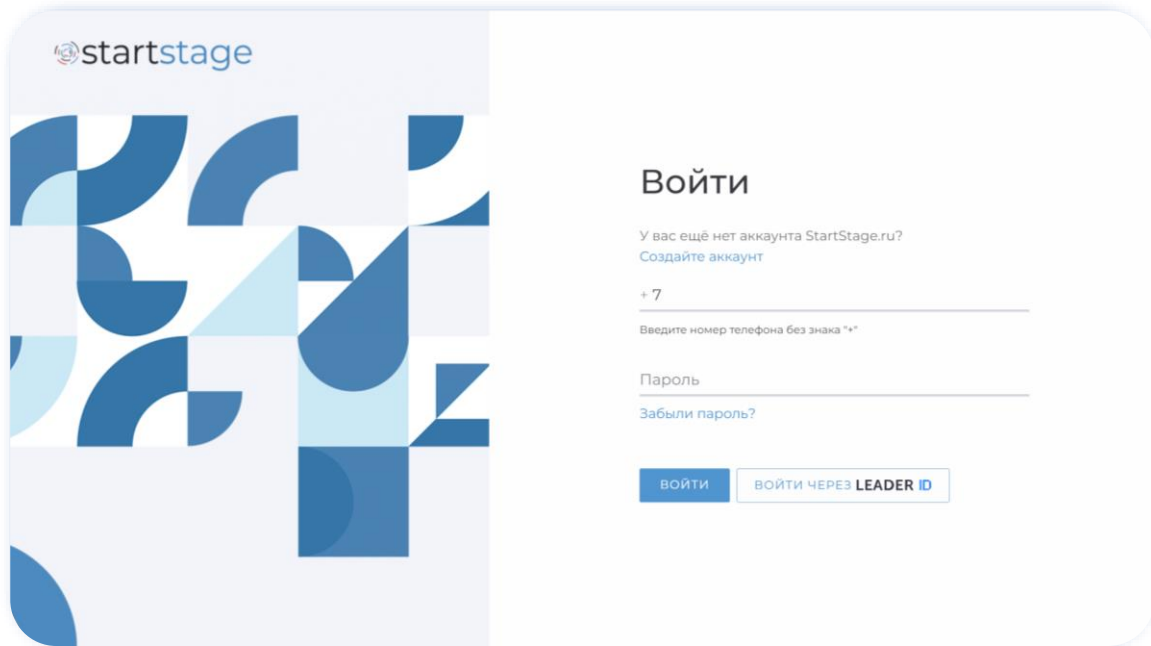 startstage
Войти
У вас ещё нет аккаунта StartStage.ru?
Создайте аккаунт
+ 7
Введите номер телефона без знака "+"
Пароль
Забыли пароль?
ВОЙТИ
ВОЙТИ ЧЕРЕЗ LEADER ID